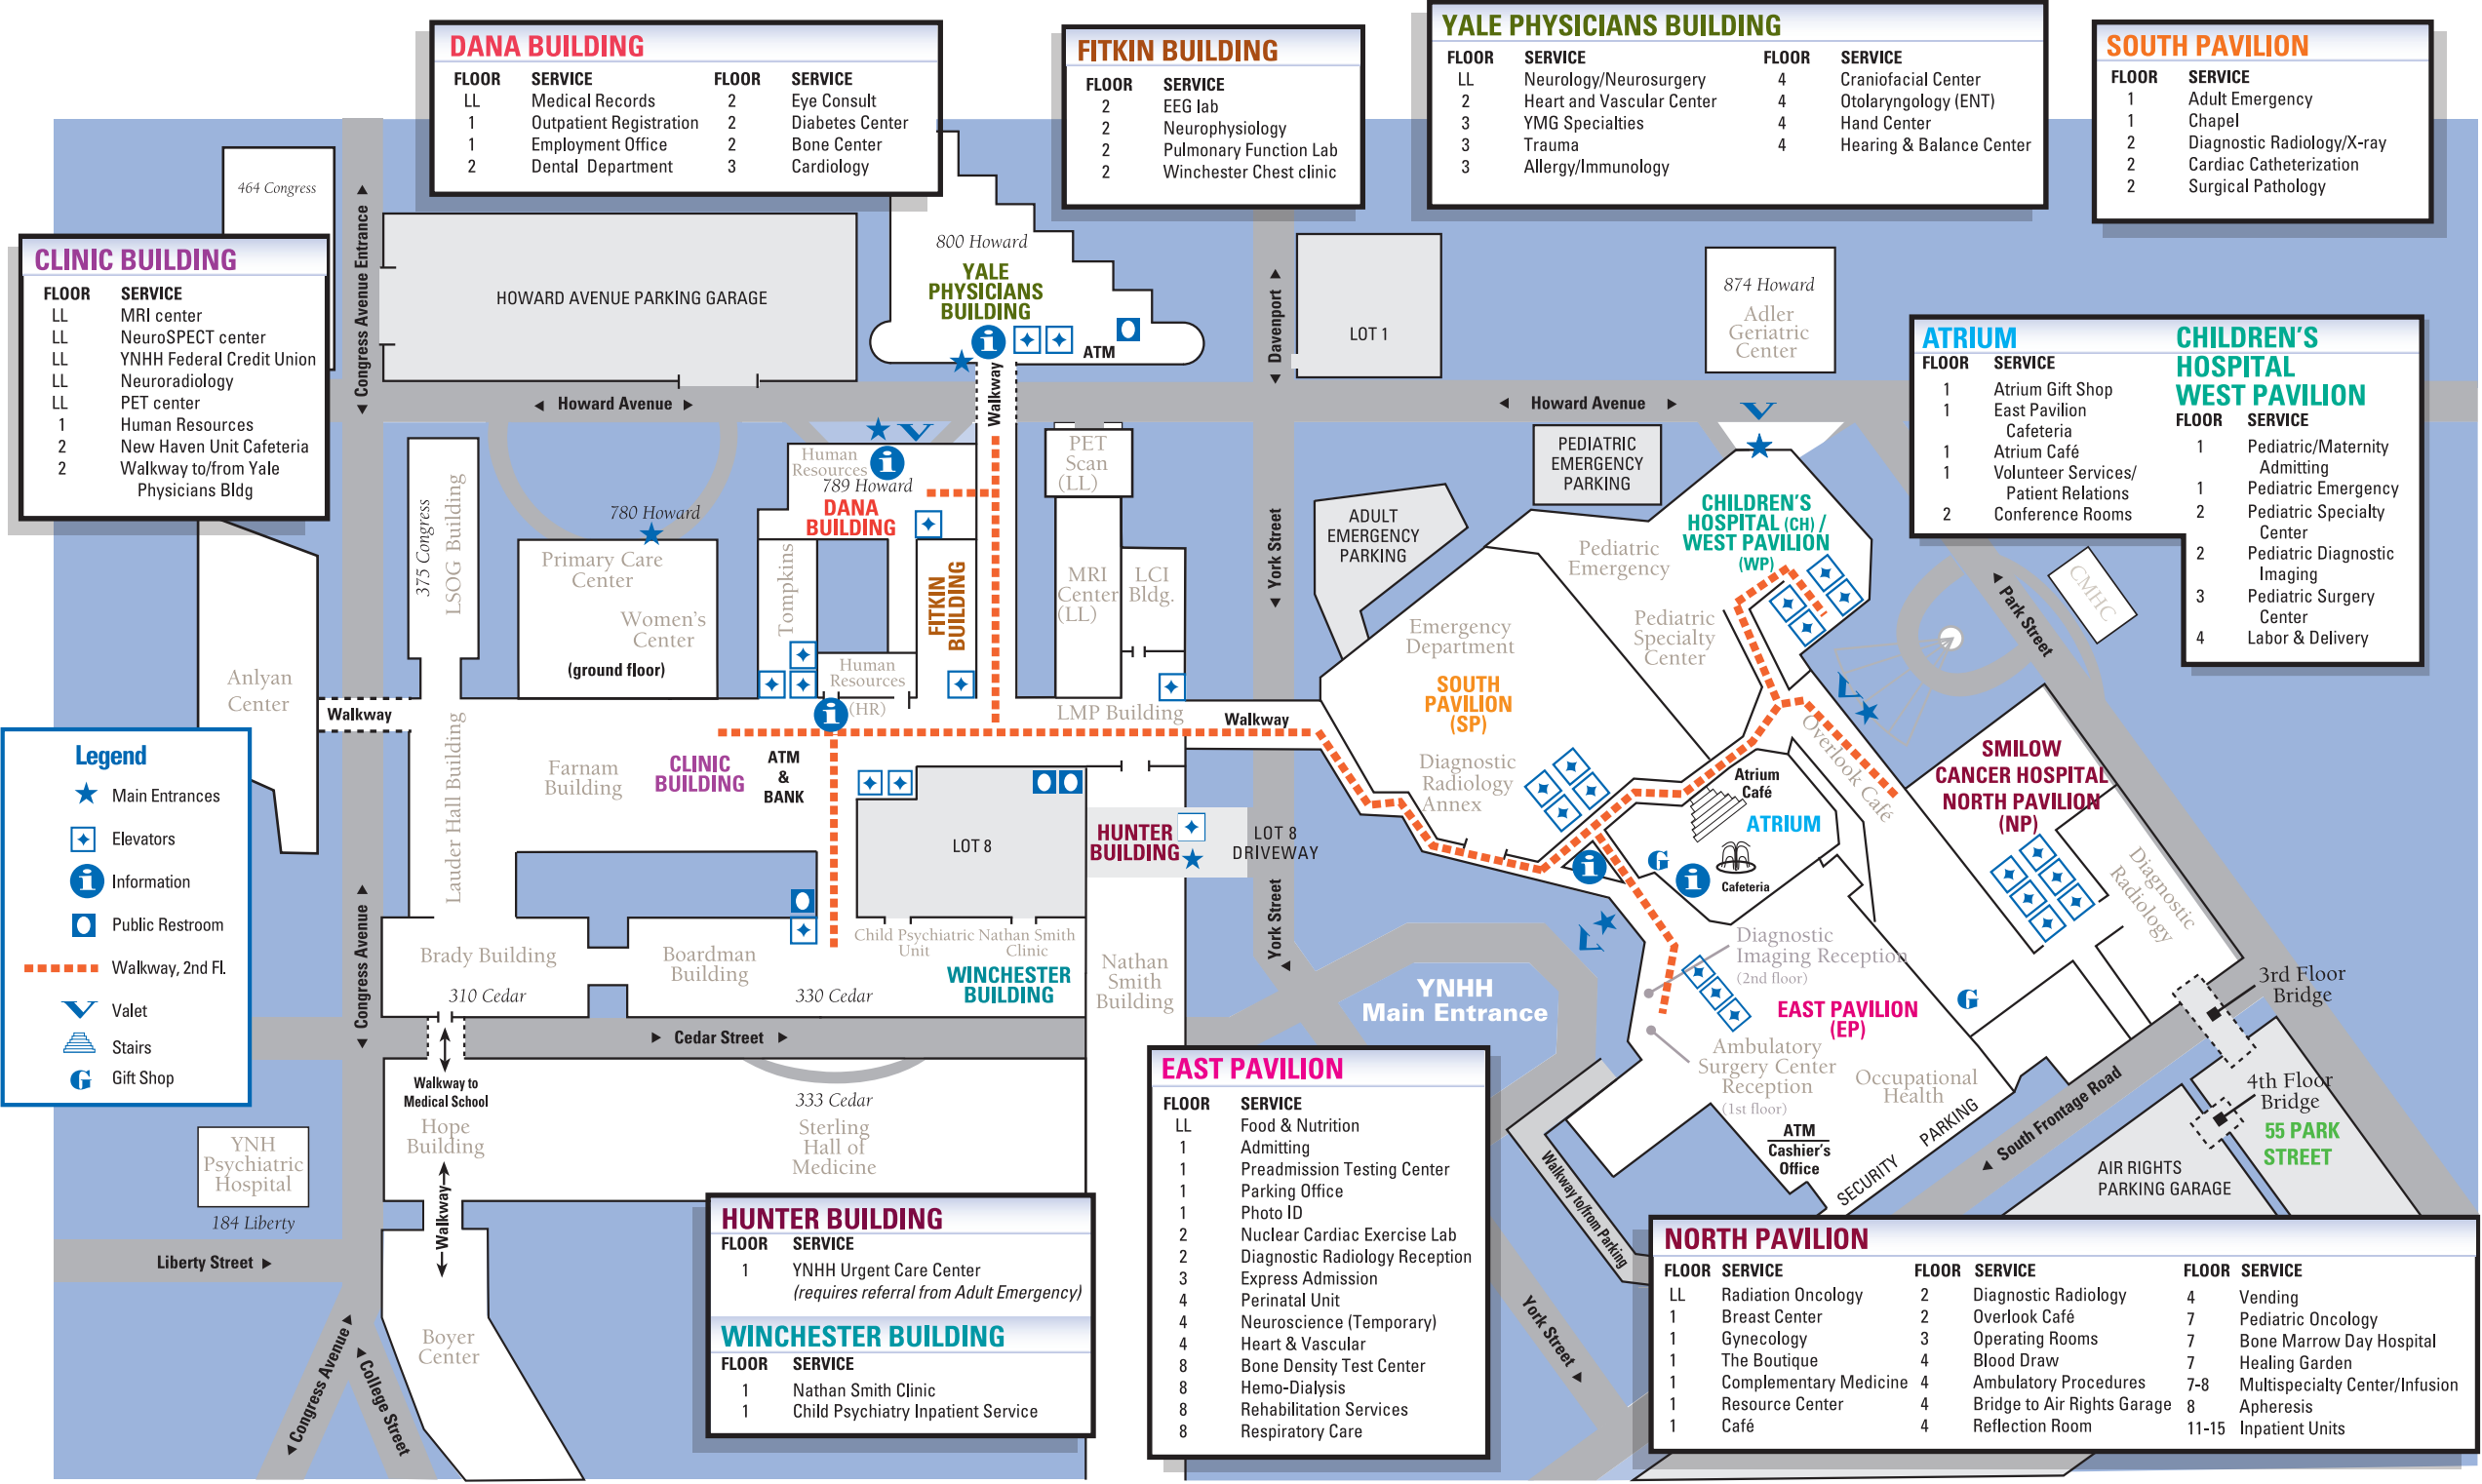 DANA BUILDING
FLOOR SERVICE FLOOR SERVICE
LL Medical Records 2 Eye Consult
1 Outpatient Registration 2 Diabetes Center
1 Employment Office 2 Bone Center
2 Dental Department 3 Cardiology
FITKIN BUILDING
FLOOR SERVICE
2 EEG lab
2 Neurophysiology
2 Pulmonary Function Lab
2 Winchester Chest clinic
YALE PHYSICIANS BUILDING
FLOOR SERVICE FLOOR SERVICE
LL Neurology/Neurosurgery 4 Craniofacial Center
2 Heart and Vascular Center 4 Otolaryngology (ENT)
3 YMG Specialties 4 Hand Center
3 Trauma 4 Hearing & Balance Center
3 Allergy/Immunology
SOUTH PAVILION
FLOOR SERVICE
1 Adult Emergency
1 Chapel
2 Diagnostic Radiology/X-ray
2 Cardiac Catheterization
2 Surgical Pathology
CLINIC BUILDING
FLOOR SERVICE
LL MRI center
LL NeuroSPECT center
LL YNHH Federal Credit Union
LL Neuroradiology
LL PET center
1 Human Resources
2 New Haven Unit Cafeteria
2 Walkway to/from Yale
Physicians Bldg
464 Congress
Congress Avenue Entrance
HOWARD AVENUE PARKING GARAGE
800 Howard
YALE
PHYSICIANS
BUILDING
ATM
Walkway
Davenport
LOT 1
874 Howard
Adler
Geriatric
Center
ATRIUM
FLOOR SERVICE
1 Atrium Gift Shop
1 East Pavilion
Cafeteria
1 Atrium Café
1 Volunteer Services/
Patient Relations
2 Conference Rooms
CHILDREN'S
HOSPITAL
WEST PAVILION
FLOOR SERVICE
1 Pediatric/Maternity
Admitting
1 Pediatric Emergency
2 Pediatric Specialty
Center
2 Pediatric Diagnostic
Imaging
3 Pediatric Surgery
Center
4 Labor & Delivery
Howard Avenue
Howard Avenue
375 Congress
LSOG Building
780 Howard
Primary Care
Center
Women's
Center
(ground floor)
Human
Resources
789 Howard
DANA
BUILDING
Tompkins
FITKIN
BUILDING
Human
Resources
(HR)
PET
Scan
(LL)
MRI
Center
(LL)
LCI
Bldg.
LMP Building
York Street
Walkway
ADULT
EMERGENCY
PARKING
PEDIATRIC
EMERGENCY
PARKING
CHILDREN'S
HOSPITAL (CH) /
WEST PAVILION
(WP)
Pediatric
Emergency
Pediatric
Specialty
Center
Emergency
Department
SOUTH
PAVILION
(SP)
Diagnostic
Radiology
Annex
Park Street
CMHC
Overlook Café
Atrium
Café
ATRIUM
Cafeteria
SMILOW
CANCER HOSPITAL
NORTH PAVILION
(NP)
Diagnostic
Radiology
Anlyan
Center
Walkway
Lauder Hall Building
Farnam
Building
CLINIC
BUILDING
ATM
&
BANK
LOT 8
HUNTER
BUILDING
LOT 8
DRIVEWAY
York Street
Legend
Main Entrances
Elevators
Information
Public Restroom
Walkway, 2nd Fl.
Valet
Stairs
Gift Shop
Congress Avenue
Brady Building
310 Cedar
Boardman
Building
330 Cedar
Child Psychiatric
Unit
Nathan Smith
Clinic
WINCHESTER
BUILDING
Nathan
Smith
Building
Cedar Street
YNHH
Main Entrance
Diagnostic
Imaging Reception
(2nd floor)
EAST PAVILION
(EP)
Ambulatory
Surgery Center
Reception
(1st floor)
Occupational
Health
ATM
Cashier's
Office
SECURITY PARKING
South Frontage Road
3rd Floor
Bridge
4th Floor
Bridge
55 PARK
STREET
AIR RIGHTS
PARKING GARAGE
Walkway to
Medical School
Hope
Building
Walkway
333 Cedar
Sterling
Hall of
Medicine
YNH
Psychiatric
Hospital
184 Liberty
Liberty Street
Boyer
Center
Congress Avenue
College Street
Walkway to/from Parking
York Street
HUNTER BUILDING
FLOOR SERVICE
1 YNHH Urgent Care Center
(requires referral from Adult Emergency)
WINCHESTER BUILDING
FLOOR SERVICE
1 Nathan Smith Clinic
1 Child Psychiatry Inpatient Service
EAST PAVILION
FLOOR SERVICE
LL Food & Nutrition
1 Admitting
1 Preadmission Testing Center
1 Parking Office
1 Photo ID
2 Nuclear Cardiac Exercise Lab
2 Diagnostic Radiology Reception
3 Express Admission
4 Perinatal Unit
4 Neuroscience (Temporary)
4 Heart & Vascular
8 Bone Density Test Center
8 Hemo-Dialysis
8 Rehabilitation Services
8 Respiratory Care
NORTH PAVILION
FLOOR SERVICE FLOOR SERVICE FLOOR SERVICE
LL Radiation Oncology 2 Diagnostic Radiology 4 Vending
1 Breast Center 2 Overlook Café 7 Pediatric Oncology
1 Gynecology 3 Operating Rooms 7 Bone Marrow Day Hospital
1 The Boutique 4 Blood Draw 7 Healing Garden
1 Complementary Medicine 4 Ambulatory Procedures 7-8 Multispecialty Center/Infusion
1 Resource Center 4 Bridge to Air Rights Garage 8 Apheresis
1 Café 4 Reflection Room 11-15 Inpatient Units